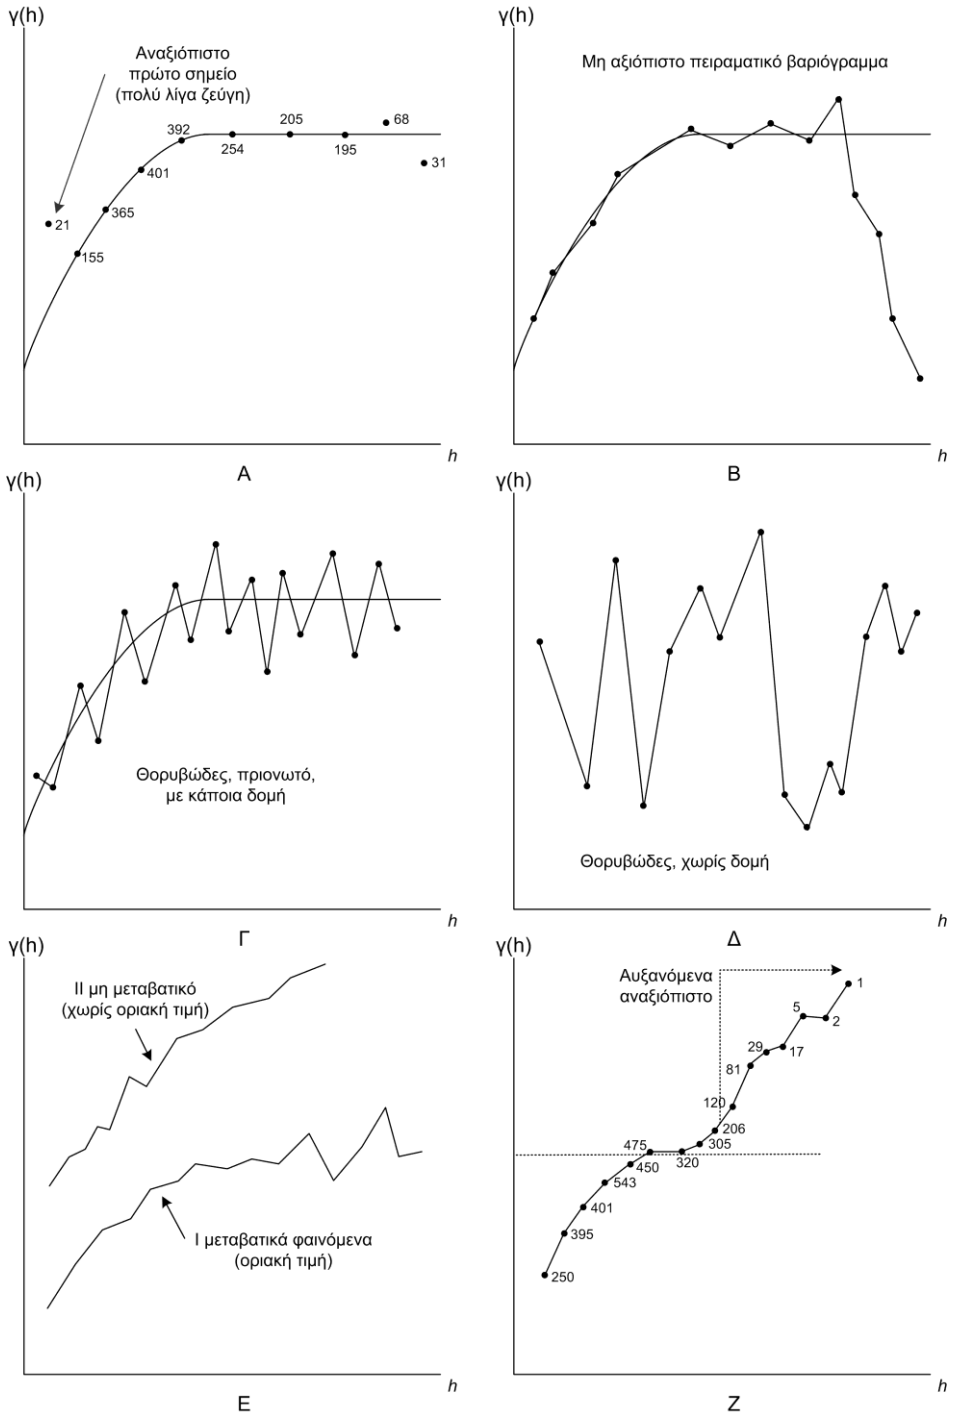 γ(h)
Αναξιόπιστο
πρώτο σημείο
(πολύ λίγα ζεύγη)
21
155
365
401
392
254
205
195
68
31
h
Α
γ(h)
Μη αξιόπιστο πειραματικό βαριόγραμμα
h
Β
γ(h)
Θορυβώδες, πριονωτό,
με κάποια δομή
h
Γ
γ(h)
Θορυβώδες, χωρίς δομή
h
Δ
γ(h)
ΙΙ μη μεταβατικό
(χωρίς οριακή τιμή)
Ι μεταβατικά φαινόμενα
(οριακή τιμή)
h
Ε
γ(h)
Αυξανόμενα
αναξιόπιστο
250
395
401
543
450
475
320
305
206
120
81
29
17
5
2
1
h
Ζ